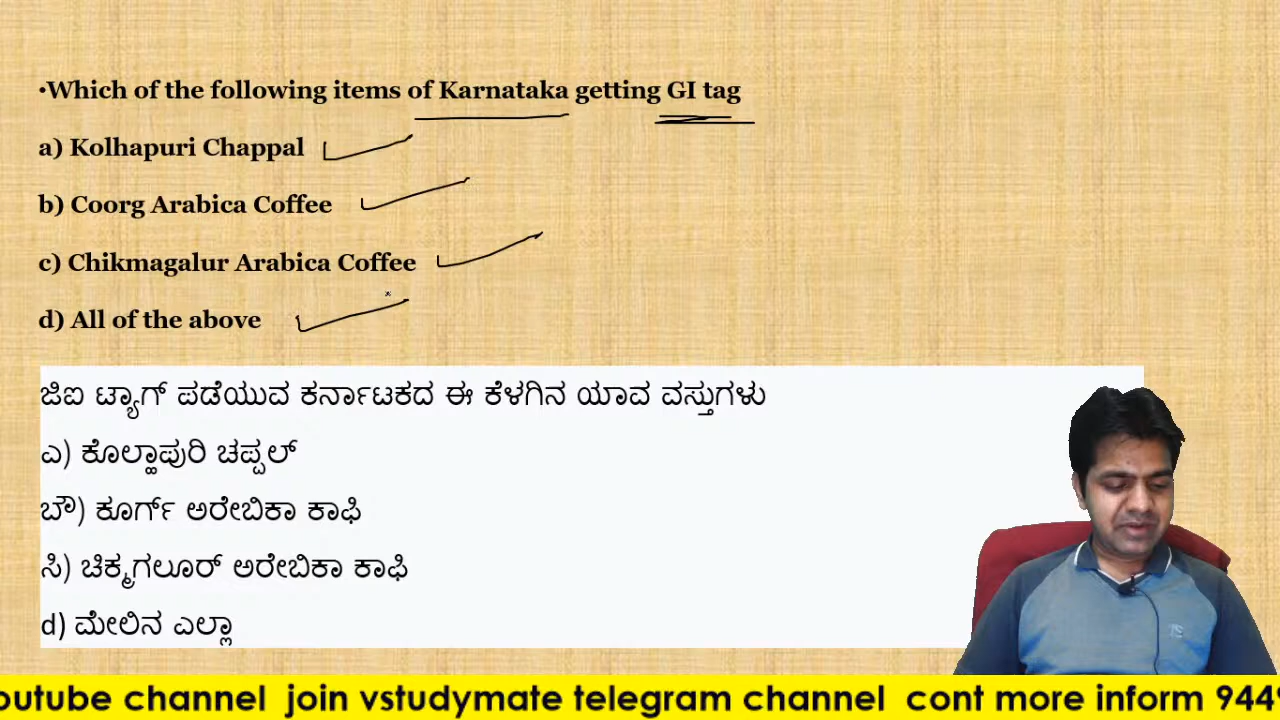 •Which of the following items of Karnataka getting GI tag
a) Kolhapuri Chappal
b) Coorg Arabica Coffee
c) Chikmagalur Arabica Coffee
d) All of the above
ಜಿಐ ಟ್ಯಾಗ್ ಪಡೆಯುವ ಕರ್ನಾಟಕದ ಈ ಕೆಳಗಿನ ಯಾವ ವಸ್ತುಗಳು
ಎ) ಕೊಲ್ಹಾಪುರಿ ಚಪ್ಪಲ್
ಬೌ) ಕೂರ್ಗ್ ಅರೇಬಿಕಾ ಕಾಫಿ
ಸಿ) ಚಿಕ್ಮಗಲೂರ್ ಅರೇಬಿಕಾ ಕಾಫಿ
d) ಮೇಲಿನ ಎಲ್ಲಾ
outube channel join vstudymate telegram channel cont more inform 944